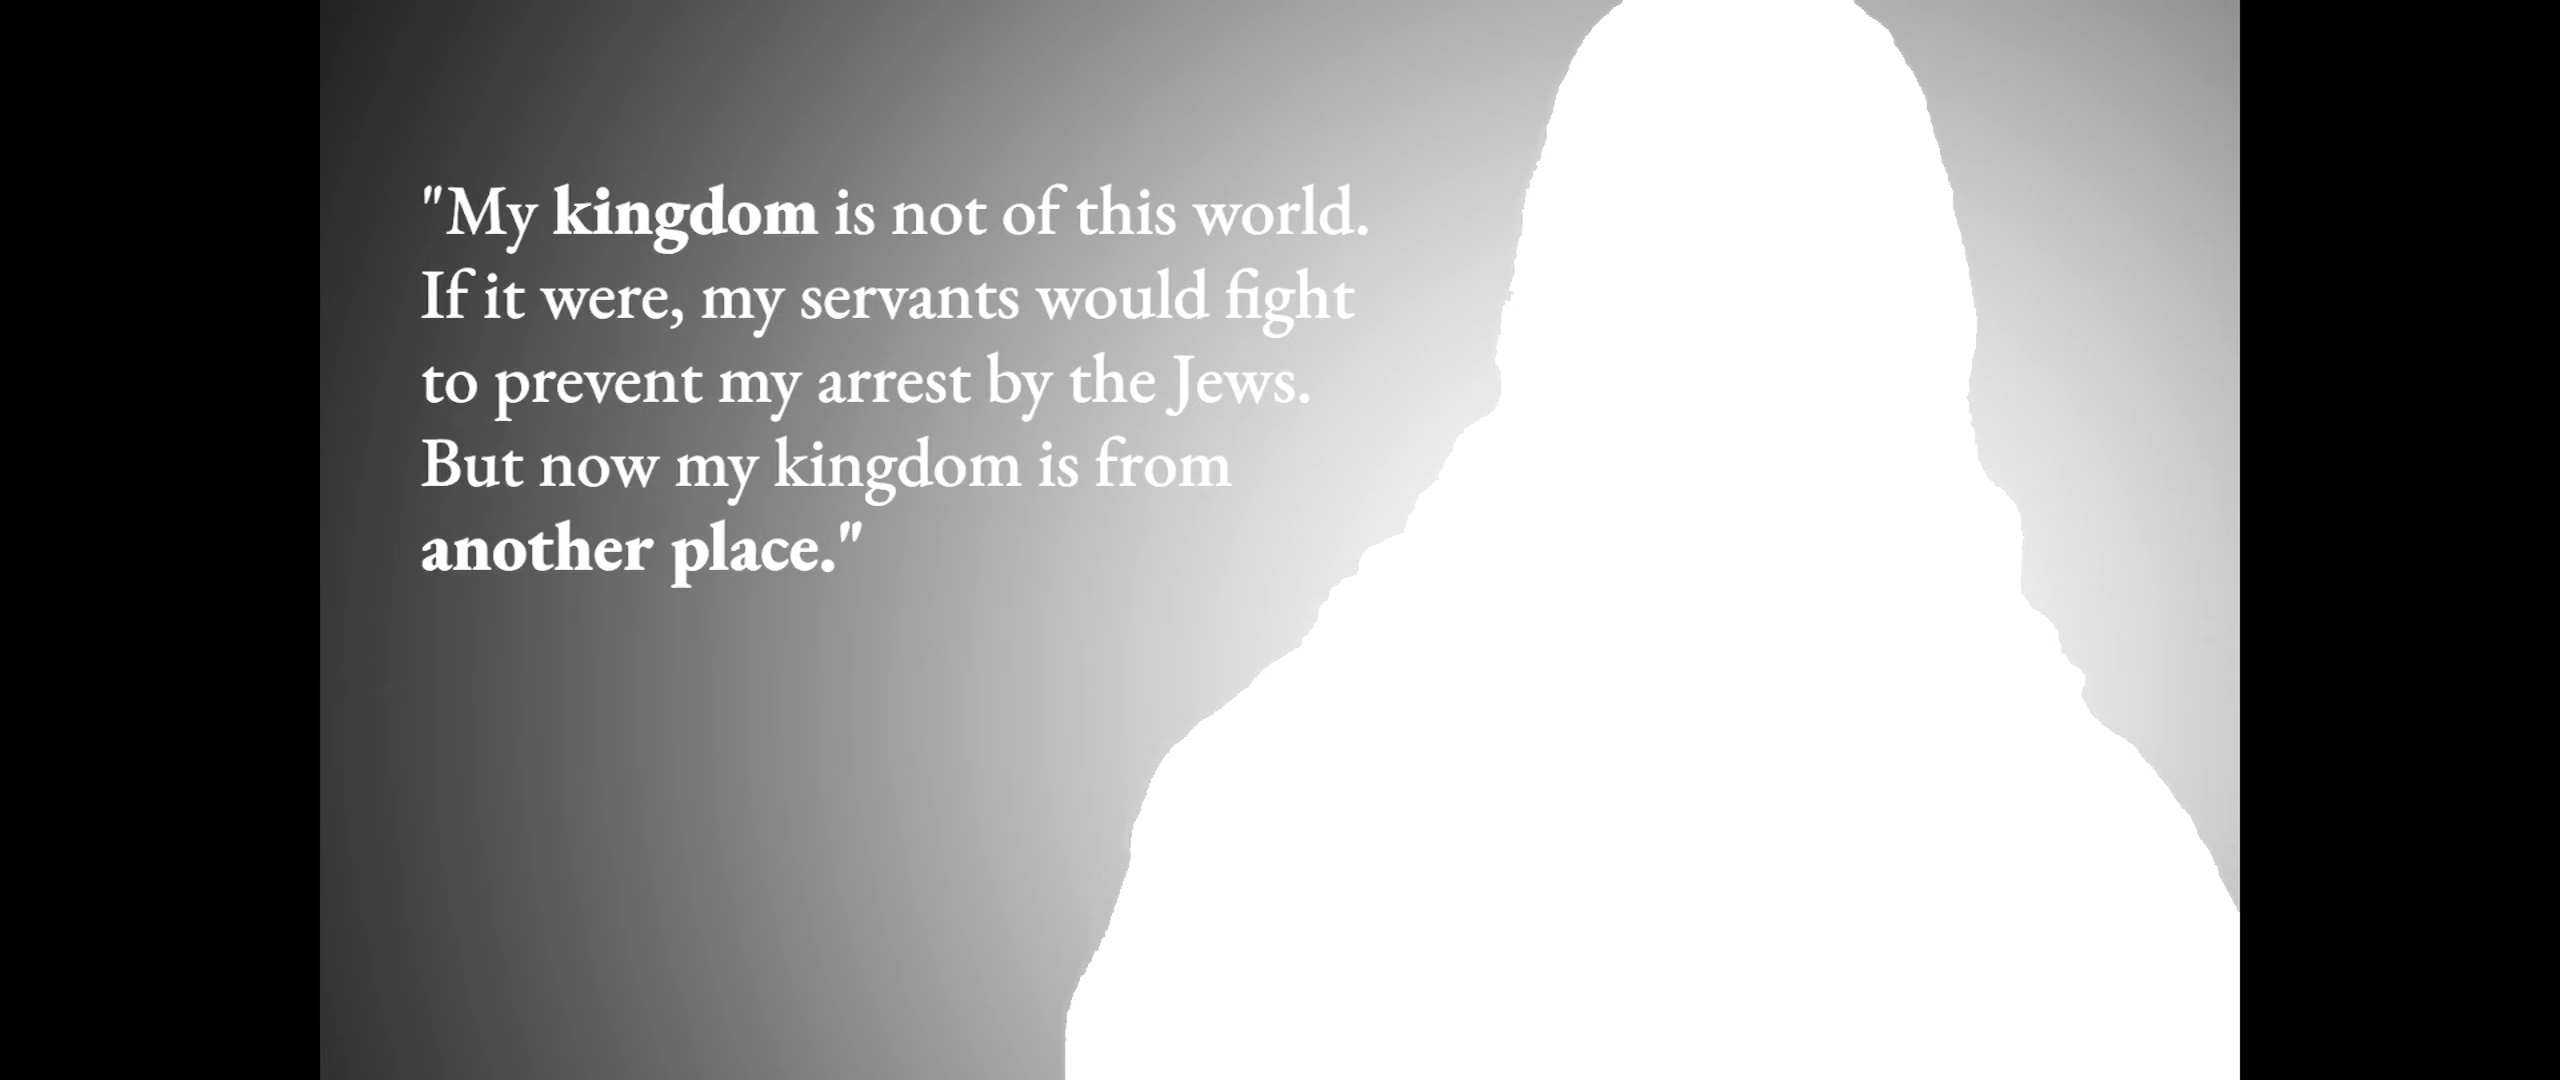 "My kingdom is not of this world.
If it were, my servants would fight
to prevent my arrest by the Jews.
But now my kingdom is from
another place."